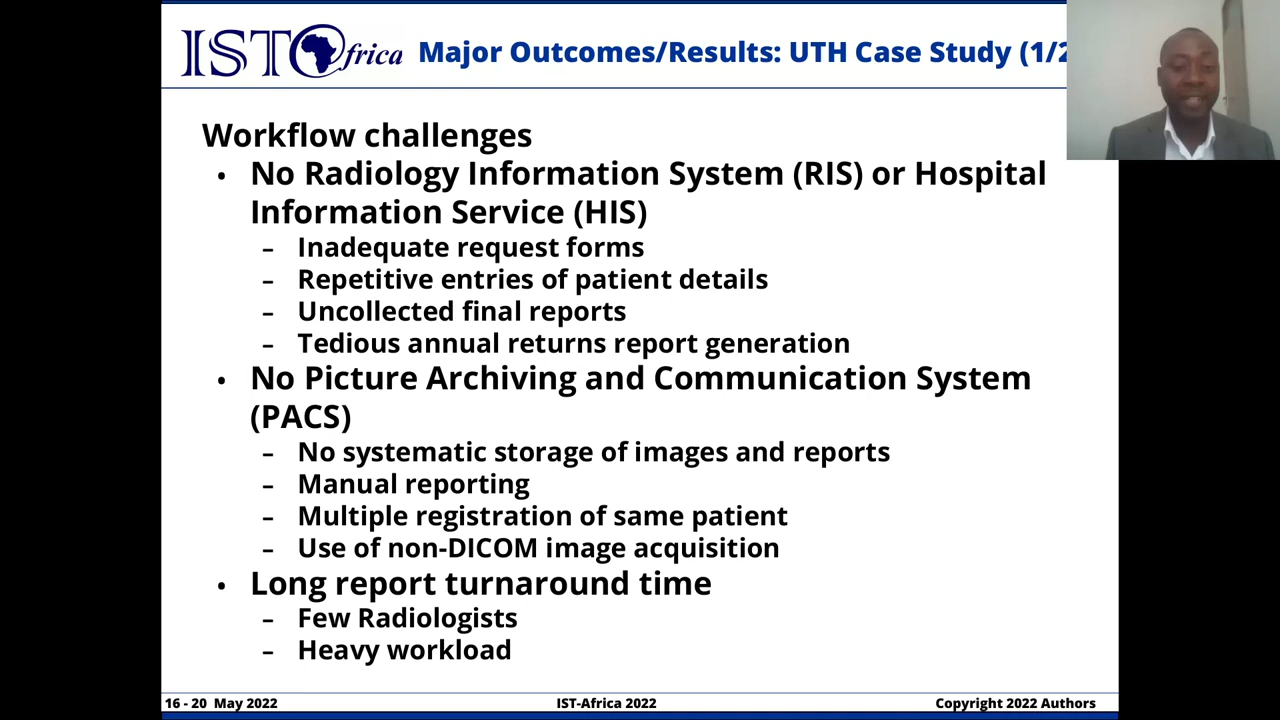 IST Africa
Major Outcomes/Results: UTH Case Study (1/2
Workflow challenges
• No Radiology Information System (RIS) or Hospital
Information Service (HIS)
– Inadequate request forms
– Repetitive entries of patient details
– Uncollected final reports
– Tedious annual returns report generation
• No Picture Archiving and Communication System
(PACS)
– No systematic storage of images and reports
– Manual reporting
– Multiple registration of same patient
– Use of non-DICOM image acquisition
• Long report turnaround time
– Few Radiologists
– Heavy workload
16 - 20 May 2022
IST-Africa 2022
Copyright 2022 Authors